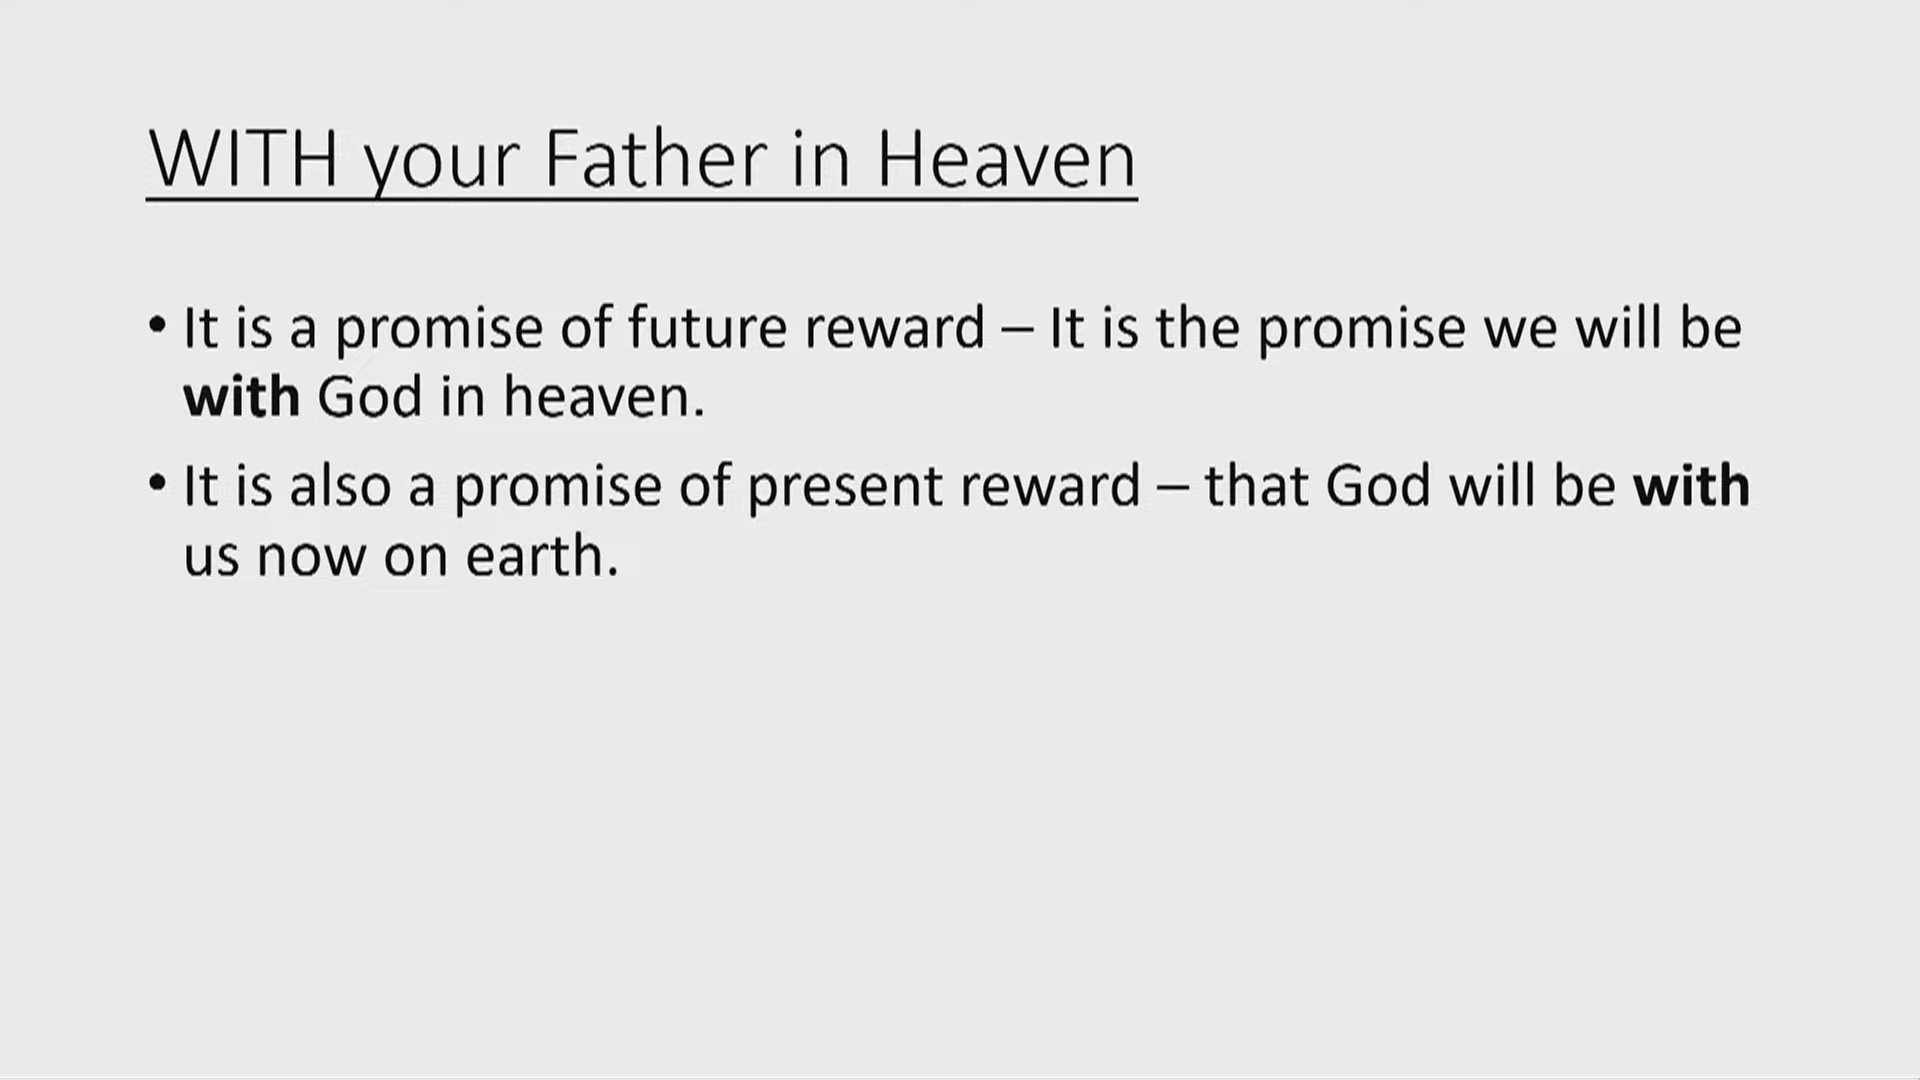 WITH your Father in Heaven
• It is a promise of future reward – It is the promise we will be
with God in heaven.
• It is also a promise of present reward – that God will be with
us now on earth.